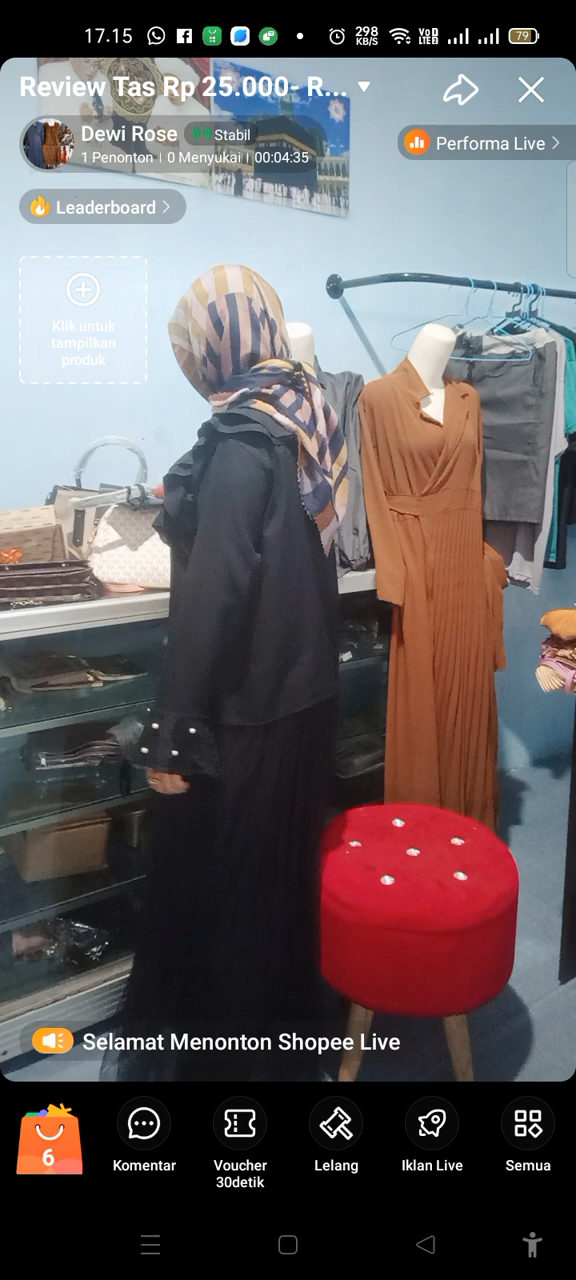 17.15
298
KB/S
VoD
LTE2
79
Review Tas Rp 25.000- R...
Dewi Rose
Stabil
1 Penonton | 0 Menyukai | 00:04:35
Performa Live
Leaderboard
Klik untuk
tampilkan
produk
Selamat Menonton Shopee Live
6
Komentar
Voucher
30detik
Lelang
Iklan Live
Semua